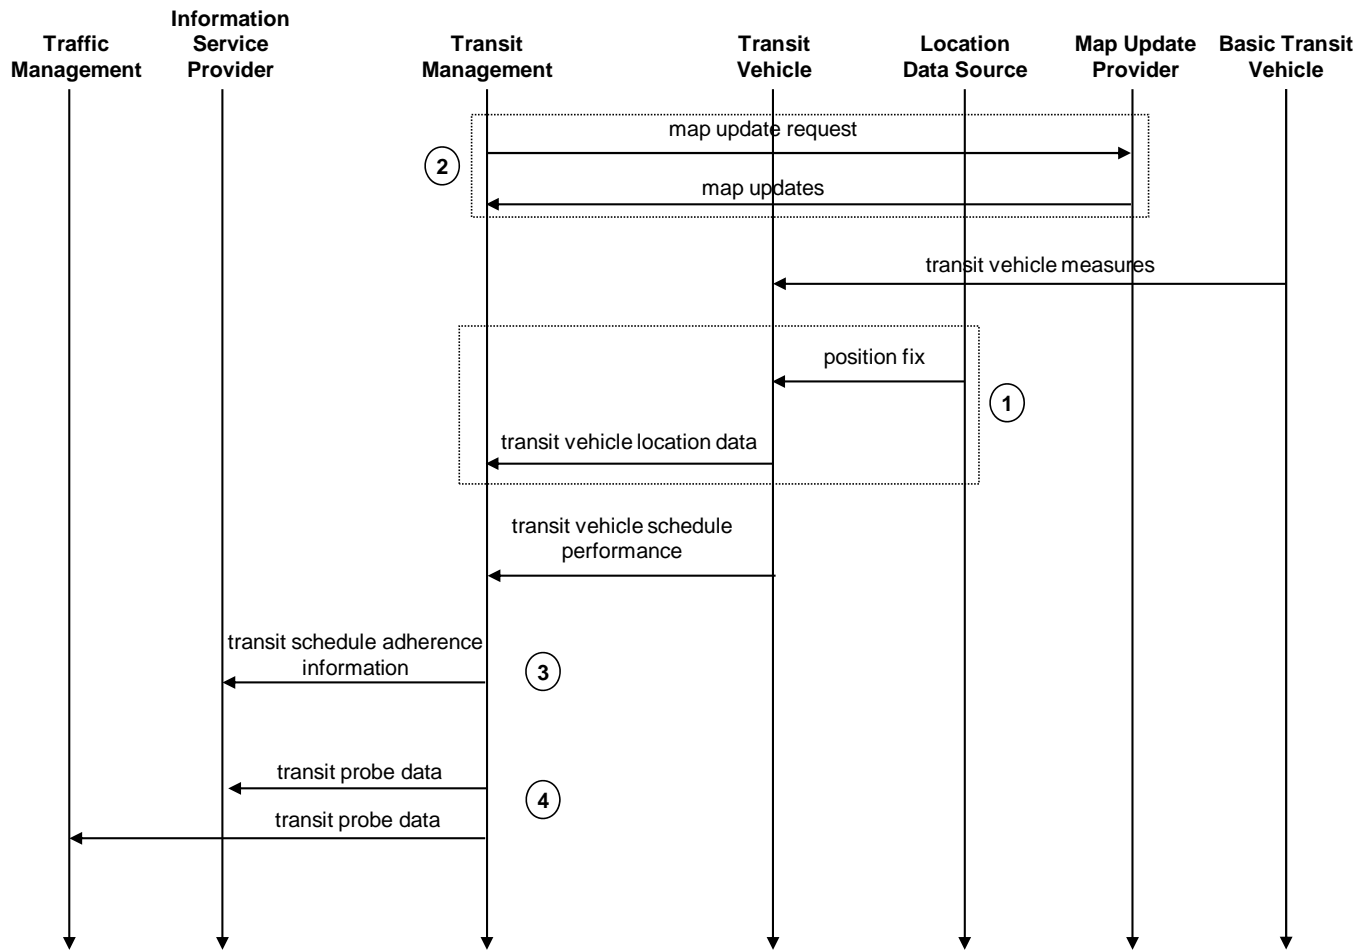 Traffic
Management
Information
Service
Provider
Transit
Management
Transit
Vehicle
Location
Data Source
Map Update
Provider
Basic Transit
Vehicle
map update request
2
map updates
transit vehicle measures
position fix
1
transit vehicle location data
transit vehicle schedule
performance
transit schedule adherence
information
3
transit probe data
4
transit probe data